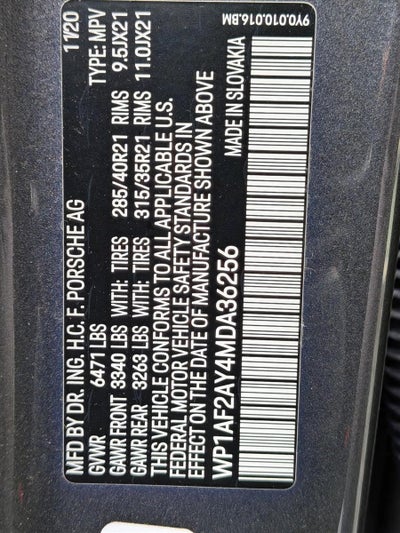 MFD BY DR. ING. H.C. F. PORSCHE AG 11/20
GVWR 6471 LBS TYPE: MPV
GAWR FRONT 3340 LBS WITH: TIRES 285/40R21 RIMS 9.5JX21
GAWR REAR 3263 LBS WITH: TIRES 315/35R21 RIMS 11.0JX21
THIS VEHICLE CONFORMS TO ALL APPLICABLE U.S.
FEDERAL MOTOR VEHICLE SAFETY STANDARDS IN
EFFECT ON THE DATE OF MANUFACTURE SHOWN ABOVE
WP1AF2AY4MDA36256 MADE IN SLOVAKIA
9Y0.010.016.BM